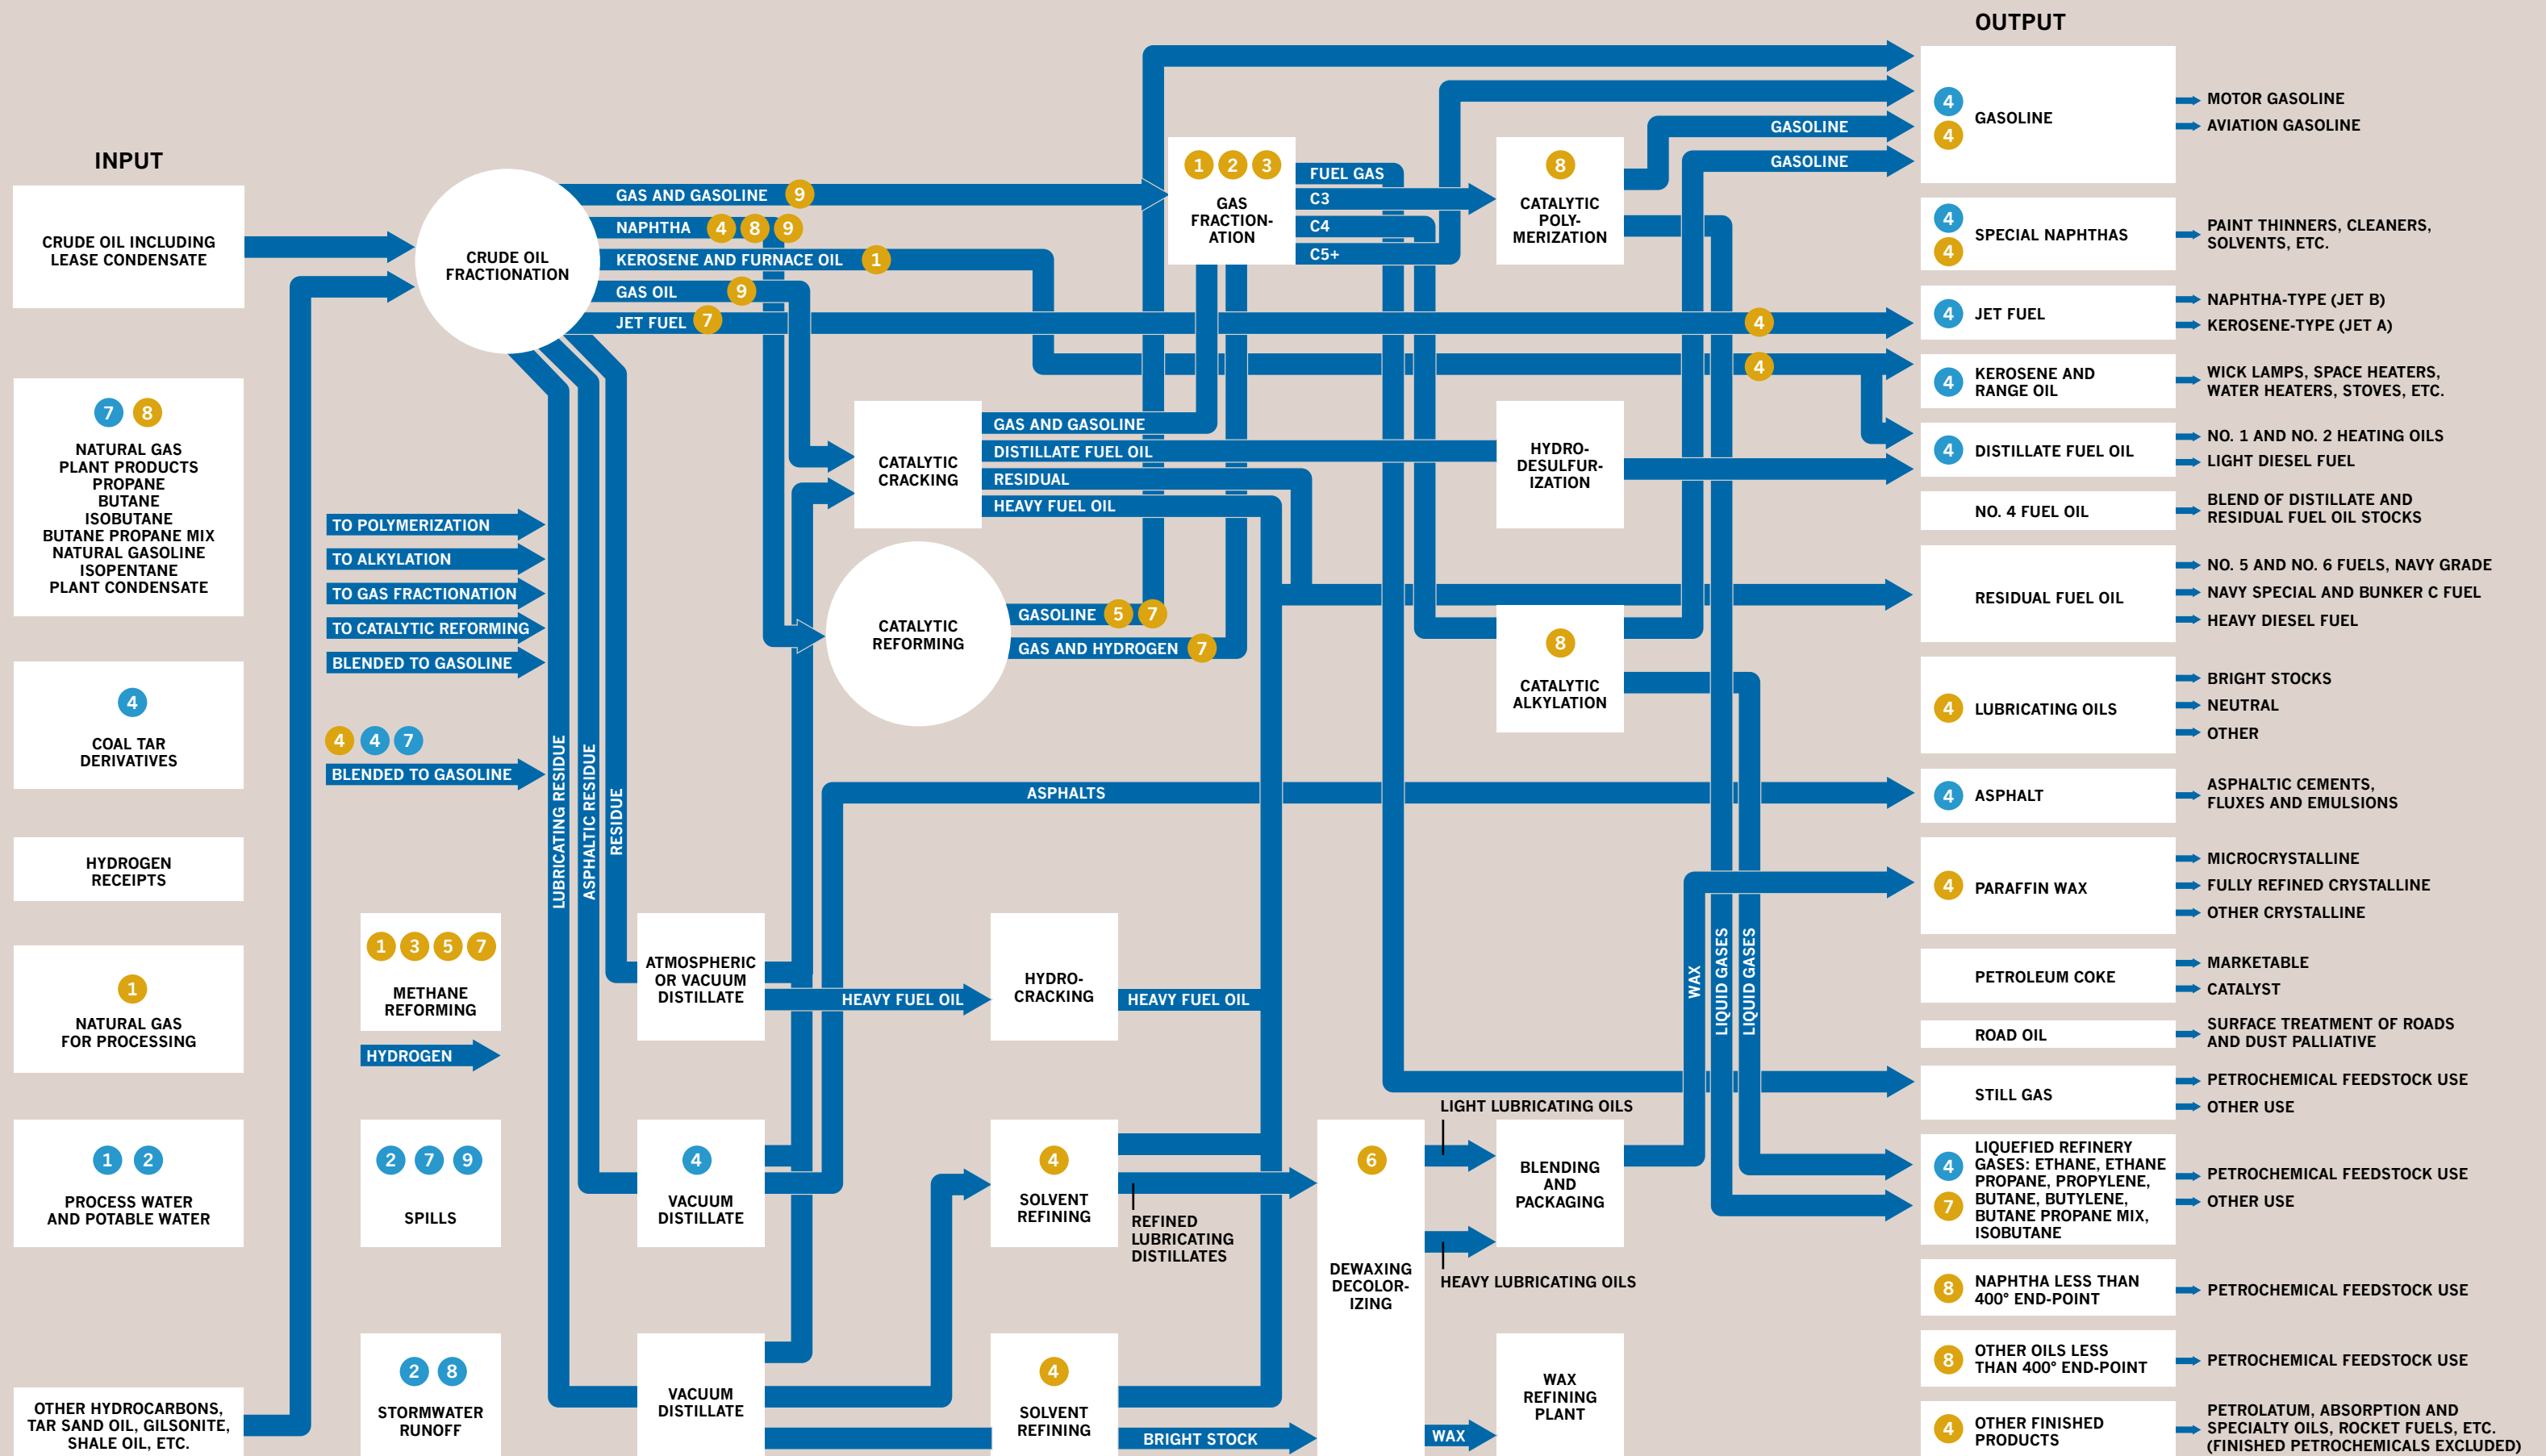 INPUT
CRUDE OIL INCLUDING
LEASE CONDENSATE
7 8
NATURAL GAS
PLANT PRODUCTS
PROPANE
BUTANE
ISOBUTANE
BUTANE PROPANE MIX
NATURAL GASOLINE
ISOPENTANE
PLANT CONDENSATE
4
COAL TAR
DERIVATIVES
HYDROGEN
RECEIPTS
1
NATURAL GAS
FOR PROCESSING
1 2
PROCESS WATER
AND POTABLE WATER
OTHER HYDROCARBONS,
TAR SAND OIL, GILSONITE,
SHALE OIL, ETC.
TO POLYMERIZATION
TO ALKYLATION
TO GAS FRACTIONATION
TO CATALYTIC REFORMING
BLENDED TO GASOLINE
4 4 7
BLENDED TO GASOLINE
1 3 5 7
METHANE
REFORMING
HYDROGEN
2 7 9
SPILLS
2 8
STORMWATER
RUNOFF
CRUDE OIL
FRACTIONATION
GAS AND GASOLINE 9
NAPHTHA 4 8 9
KEROSENE AND FURNACE OIL 1
GAS OIL 9
JET FUEL 7
4
4
LUBRICATING RESIDUE
ASPHALTIC RESIDUE
RESIDUE
CATALYTIC
CRACKING
GAS AND GASOLINE
DISTILLATE FUEL OIL
RESIDUAL
HEAVY FUEL OIL
CATALYTIC
REFORMING
GASOLINE 5 7
GAS AND HYDROGEN 7
ASPHALTS
ATMOSPHERIC
OR VACUUM
DISTILLATE
HEAVY FUEL OIL
HYDRO-
CRACKING
HEAVY FUEL OIL
4
VACUUM
DISTILLATE
VACUUM
DISTILLATE
4
SOLVENT
REFINING
REFINED
LUBRICATING
DISTILLATES
4
SOLVENT
REFINING
BRIGHT STOCK
1 2 3
GAS
FRACTION-
ATION
FUEL GAS
C3
C4
C5+
8
CATALYTIC
POLY-
MERIZATION
GASOLINE
GASOLINE
HYDRO-
DESULFUR-
IZATION
8
CATALYTIC
ALKYLATION
6
DEWAXING
DECOLOR-
IZING
LIGHT LUBRICATING OILS
HEAVY LUBRICATING OILS
BLENDING
AND
PACKAGING
WAX
WAX
REFINING
PLANT
WAX
LIQUID GASES
LIQUID GASES
OUTPUT
4
4
GASOLINE
MOTOR GASOLINE
AVIATION GASOLINE
4
4
SPECIAL NAPHTHAS
PAINT THINNERS, CLEANERS,
SOLVENTS, ETC.
4 JET FUEL
NAPHTHA-TYPE (JET B)
KEROSENE-TYPE (JET A)
4
KEROSENE AND
RANGE OIL
WICK LAMPS, SPACE HEATERS,
WATER HEATERS, STOVES, ETC.
4 DISTILLATE FUEL OIL
NO. 1 AND NO. 2 HEATING OILS
LIGHT DIESEL FUEL
NO. 4 FUEL OIL
BLEND OF DISTILLATE AND
RESIDUAL FUEL OIL STOCKS
RESIDUAL FUEL OIL
NO. 5 AND NO. 6 FUELS, NAVY GRADE
NAVY SPECIAL AND BUNKER C FUEL
HEAVY DIESEL FUEL
4 LUBRICATING OILS
BRIGHT STOCKS
NEUTRAL
OTHER
4 ASPHALT
ASPHALTIC CEMENTS,
FLUXES AND EMULSIONS
4 PARAFFIN WAX
MICROCRYSTALLINE
FULLY REFINED CRYSTALLINE
OTHER CRYSTALLINE
PETROLEUM COKE
MARKETABLE
CATALYST
ROAD OIL
SURFACE TREATMENT OF ROADS
AND DUST PALLIATIVE
STILL GAS
PETROCHEMICAL FEEDSTOCK USE
OTHER USE
4
7
LIQUEFIED REFINERY
GASES: ETHANE, ETHANE
PROPANE, PROPYLENE,
BUTANE, BUTYLENE,
BUTANE PROPANE MIX,
ISOBUTANE
PETROCHEMICAL FEEDSTOCK USE
OTHER USE
8
NAPHTHA LESS THAN
400° END-POINT
PETROCHEMICAL FEEDSTOCK USE
8
OTHER OILS LESS
THAN 400° END-POINT
PETROCHEMICAL FEEDSTOCK USE
4
OTHER FINISHED
PRODUCTS
PETROLATUM, ABSORPTION AND
SPECIALTY OILS, ROCKET FUELS, ETC.
(FINISHED PETROCHEMICALS EXCLUDED)